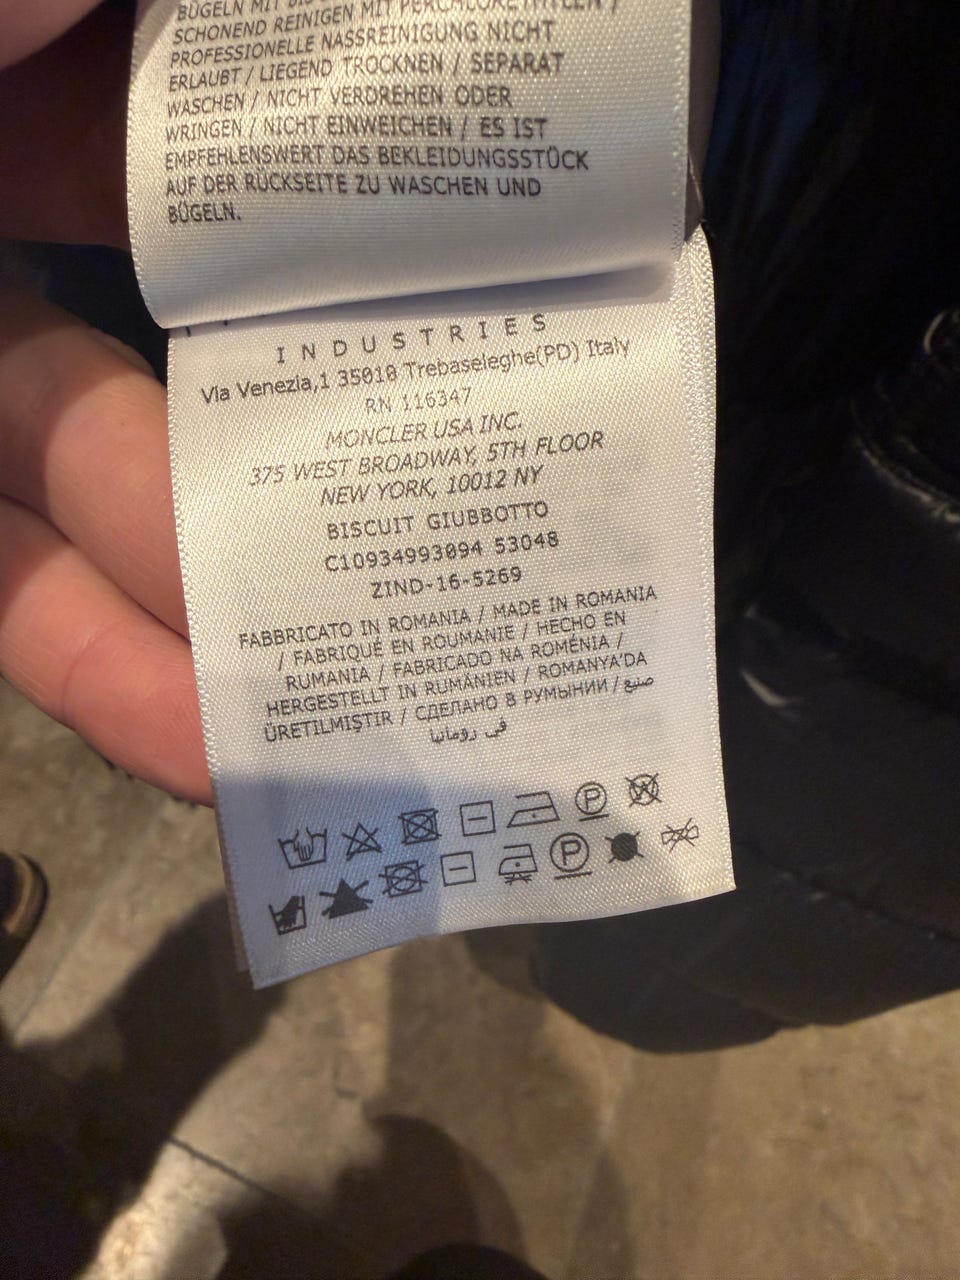 BÜGELN MIT
SCHONEND REINIGEN MIT PERCHLORETHYLEN /
PROFESSIONELLE NASSREINIGUNG NICHT
ERLAUBT / LIEGEND TROCKNEN / SEPARAT
WASCHEN / NICHT VERDREHEN ODER
WRINGEN / NICHT EINWEICHEN / ES IST
EMPFEHLENSWERT DAS BEKLEIDUNGSSTÜCK
AUF DER RÜCKSEITE ZU WASCHEN UND
BÜGELN.
INDUSTRIES
Via Venezia,1 35010 Trebaseleghe(PD) Italy
RN 116347
MONCLER USA INC.
375 WEST BROADWAY, 5TH FLOOR
NEW YORK, 10012 NY
BISCUIT GIUBBOTTO
C10934993094 53048
ZIND-16-5269
FABBRICATO IN ROMANIA / MADE IN ROMANIA
/ FABRIQUÉ EN ROUMANIE / HECHO EN
RUMANIA / FABRICADO NA ROMÉNIA /
HERGESTELLT IN RUMÄNIEN / ROMANYA'DA
ÜRETILMIŞTIR / СДЕЛАНО В РУМЫНИИ / صنع
في رومانيا
P W
P